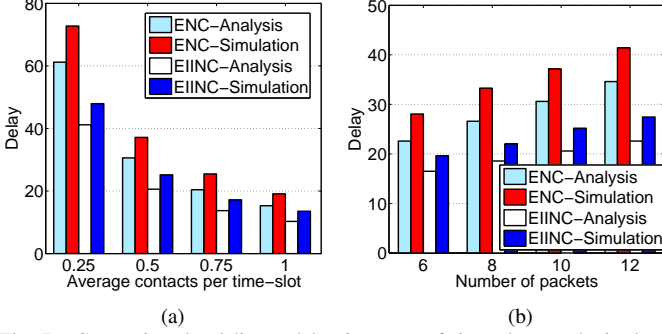 80
60
40
20
0
Delay
ENC−Analysis
ENC−Simulation
EIINC−Analysis
EIINC−Simulation
0.25 0.5 0.75 1
Average contacts per time−slot
(a)
50
40
30
20
10
0
Delay
ENC−Analysis
ENC−Simulation
EIINC−Analysis
EIINC−Simulation
6 8 10 12
Number of packets
(b)